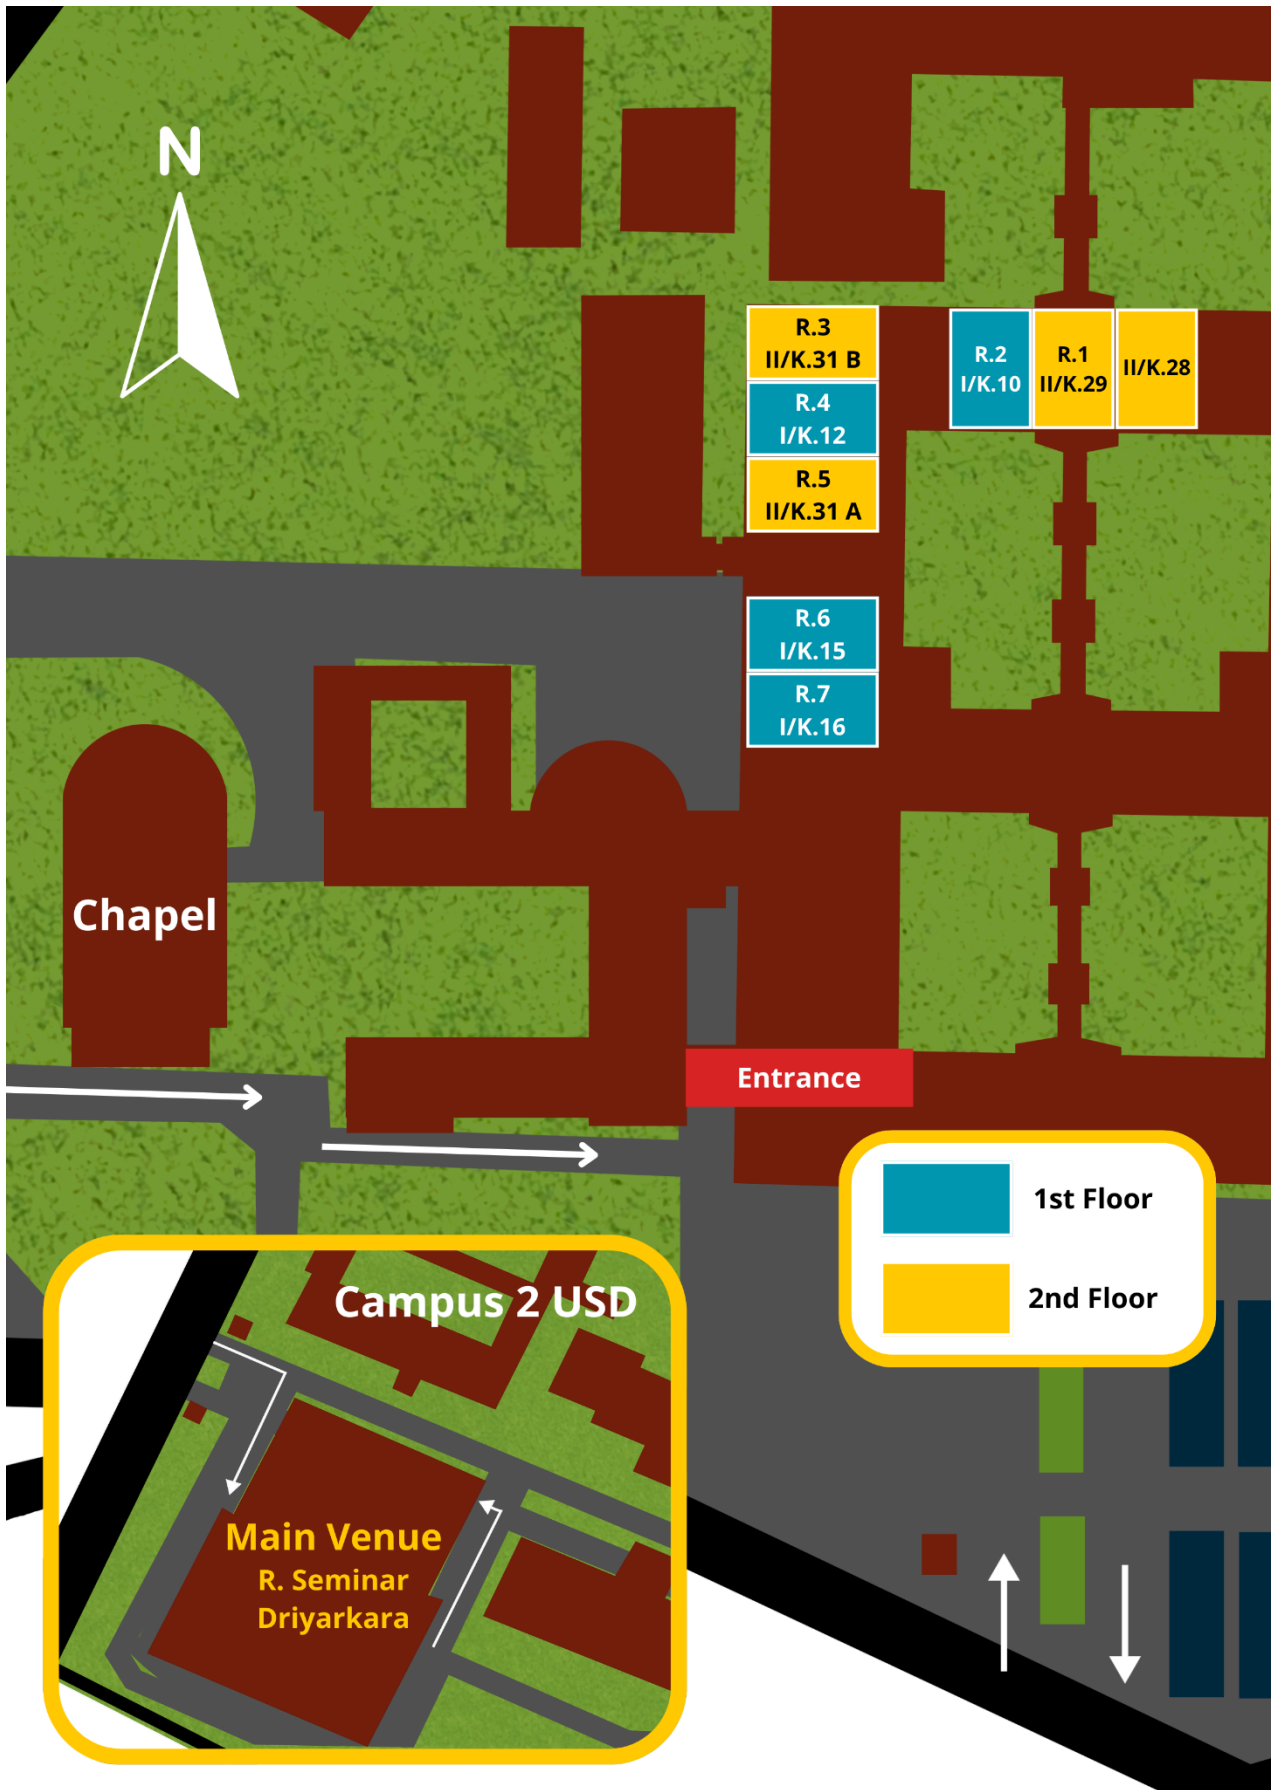 N
R.3
II/K.31 B
R.4
I/K.12
R.5
II/K.31 A
R.2
I/K.10
R.1
II/K.29
II/K.28
R.6
I/K.15
R.7
I/K.16
Chapel
Entrance
1st Floor
2nd Floor
Campus 2 USD
Main Venue
R. Seminar
Driyarkara